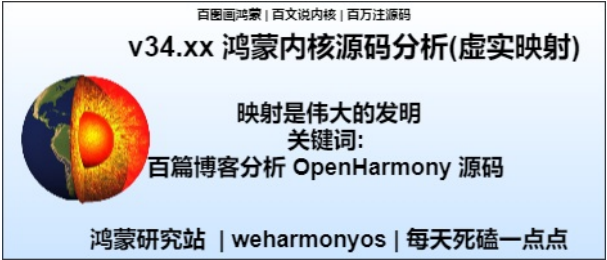 百图画鸿蒙 | 百文说内核 | 百万注源码
v34.xx 鸿蒙内核源码分析(虚实映射)
映射是伟大的发明
关键词:
百篇博客分析 OpenHarmony 源码
鸿蒙研究站 | weharmonyos | 每天死磕一点点